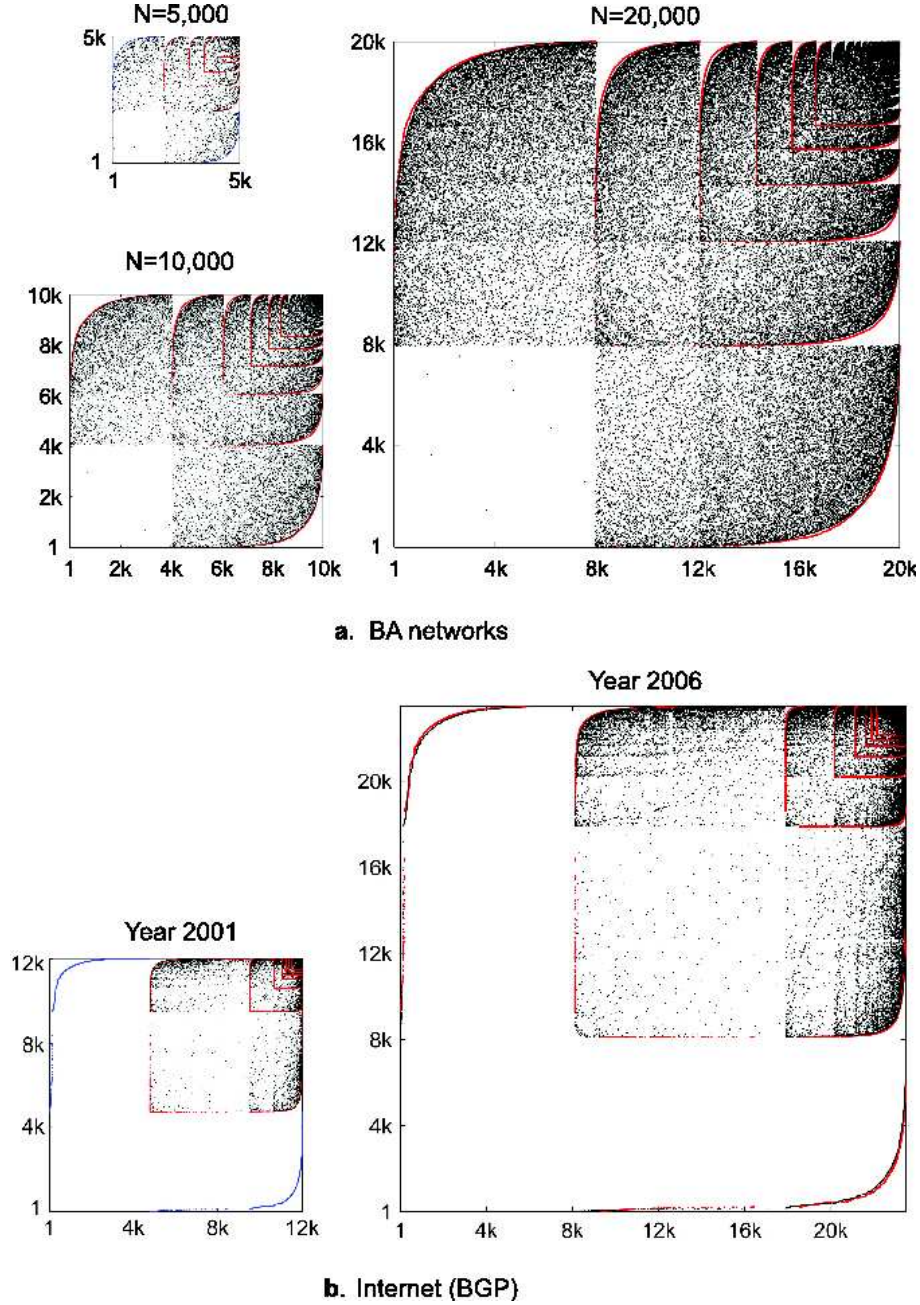 N=5,000
5k
1
1
5k
N=10,000
10k
8k
6k
4k
2k
1
1
2k
4k
6k
8k
10k
N=20,000
20k
16k
12k
8k
4k
1
1
4k
8k
12k
16k
20k
a. BA networks
Year 2001
12k
8k
4k
1
1
4k
8k
12k
Year 2006
20k
16k
12k
8k
4k
1
1
4k
8k
12k
16k
20k
b. Internet (BGP)